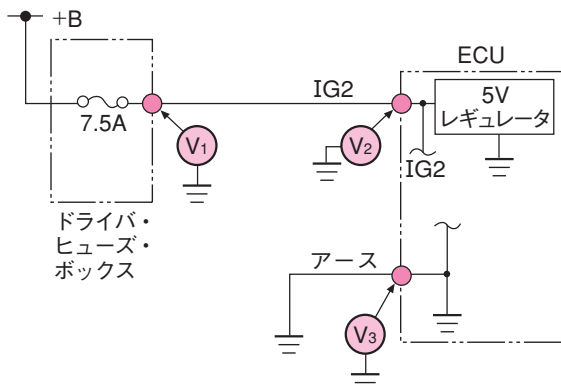 +B
ECU
IG2
5V
レギュレータ
7.5A
V1
V2
IG2
ドライバ・
ヒューズ・
ボックス
アース
V3